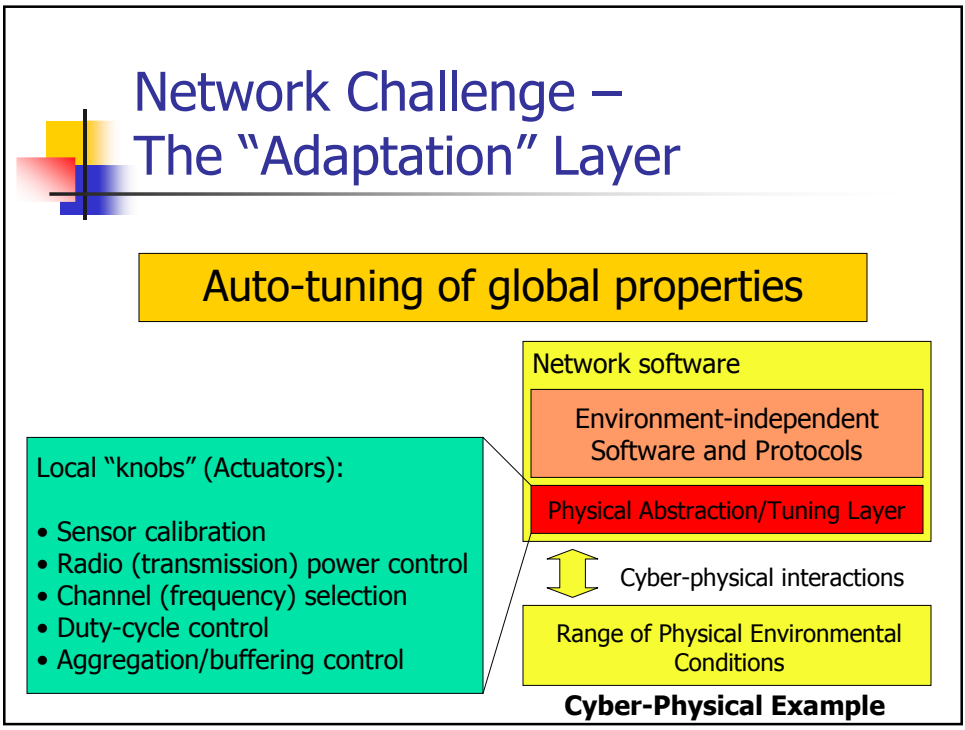 Network Challenge –
The “Adaptation” Layer
Auto-tuning of global properties
Network software
Environment-independent
Software and Protocols
Physical Abstraction/Tuning Layer
Local “knobs” (Actuators):
• Sensor calibration
• Radio (transmission) power control
• Channel (frequency) selection
• Duty-cycle control
• Aggregation/buffering control
Cyber-physical interactions
Range of Physical Environmental
Conditions
Cyber-Physical Example